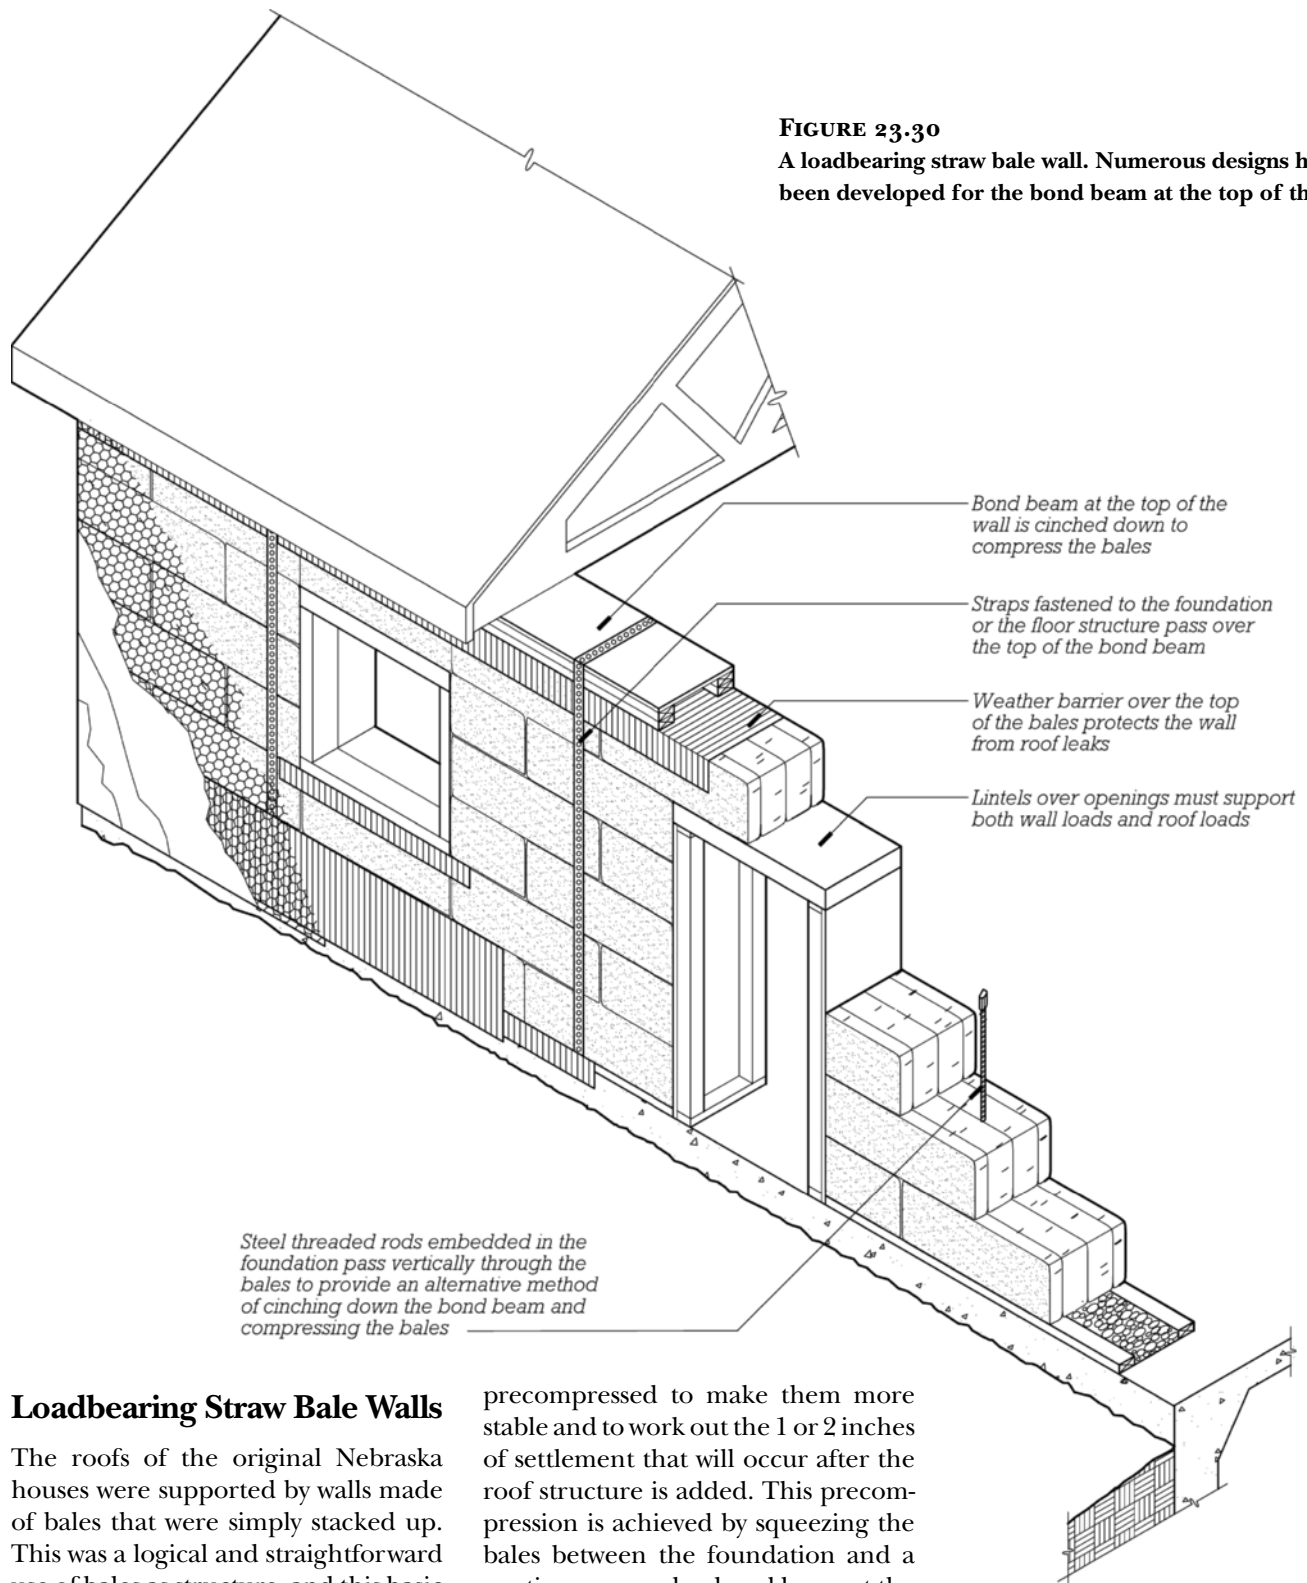 FIGURE 23.30
A loadbearing straw bale wall. Numerous designs h
been developed for the bond beam at the top of th
Bond beam at the top of the
wall is cinched down to
compress the bales
Straps fastened to the foundation
or the floor structure pass over
the top of the bond beam
Weather barrier over the top
of the bales protects the wall
from roof leaks
Lintels over openings must support
both wall loads and roof loads
Steel threaded rods embedded in the
foundation pass vertically through the
bales to provide an alternative method
of cinching down the bond beam and
compressing the bales
Loadbearing Straw Bale Walls
The roofs of the original Nebraska
houses were supported by walls made
of bales that were simply stacked up.
This was a logical and straightforward
use of bales as structure, and this basic
precompressed to make them more
stable and to work out the 1 or 2 inches
of settlement that will occur after the
roof structure is added. This precom-
pression is achieved by squeezing the
bales between the foundation and a